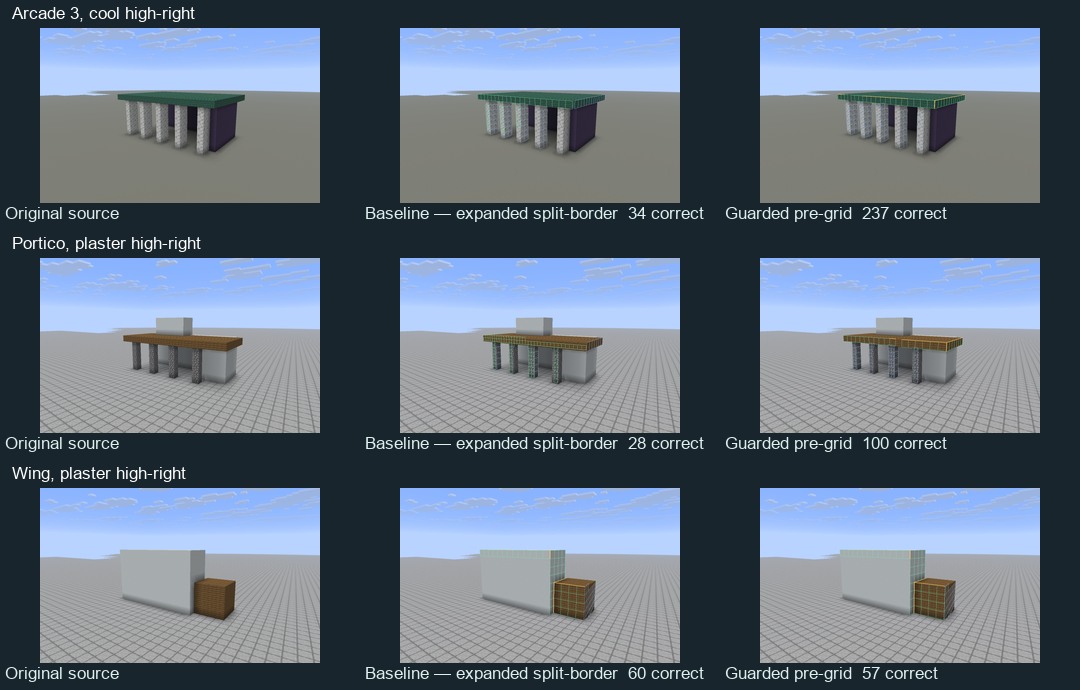 Arcade 3, cool high-right
Original source
Baseline — expanded split-border  34 correct
Guarded pre-grid  237 correct
Portico, plaster high-right
Original source
Baseline — expanded split-border  28 correct
Guarded pre-grid  100 correct
Wing, plaster high-right
Original source
Baseline — expanded split-border  60 correct
Guarded pre-grid  57 correct